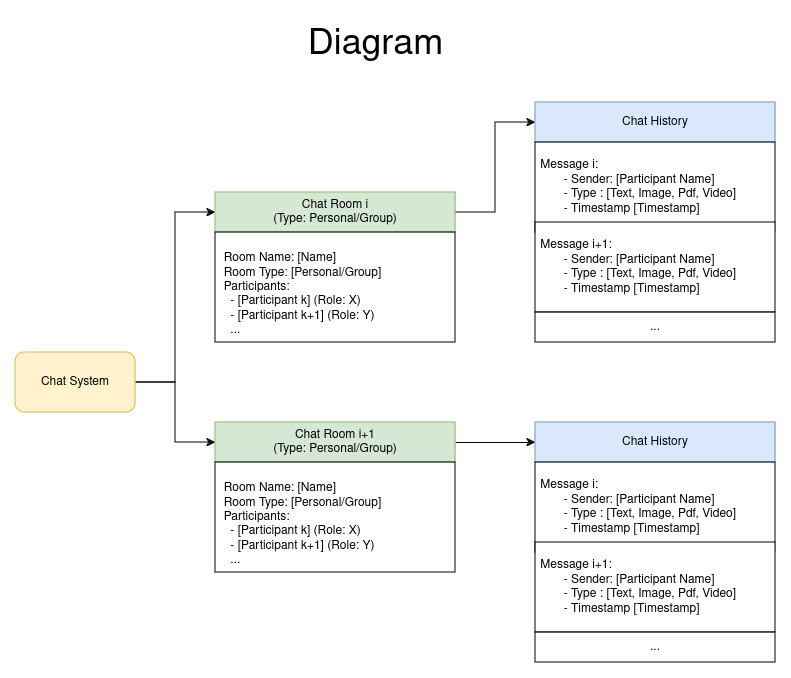 Diagram
Chat System
Chat Room i
(Type: Personal/Group)
Room Name: [Name]
Room Type: [Personal/Group]
Participants:
- [Participant k] (Role: X)
- [Participant k+1] (Role: Y)
...
Chat History
Message i:
- Sender: [Participant Name]
- Type : [Text, Image, Pdf, Video]
- Timestamp [Timestamp]
Message i+1:
- Sender: [Participant Name]
- Type : [Text, Image, Pdf, Video]
- Timestamp [Timestamp]
...
Chat Room i+1
(Type: Personal/Group)
Room Name: [Name]
Room Type: [Personal/Group]
Participants:
- [Participant k] (Role: X)
- [Participant k+1] (Role: Y)
...
Chat History
Message i:
- Sender: [Participant Name]
- Type : [Text, Image, Pdf, Video]
- Timestamp [Timestamp]
Message i+1:
- Sender: [Participant Name]
- Type : [Text, Image, Pdf, Video]
- Timestamp [Timestamp]
...